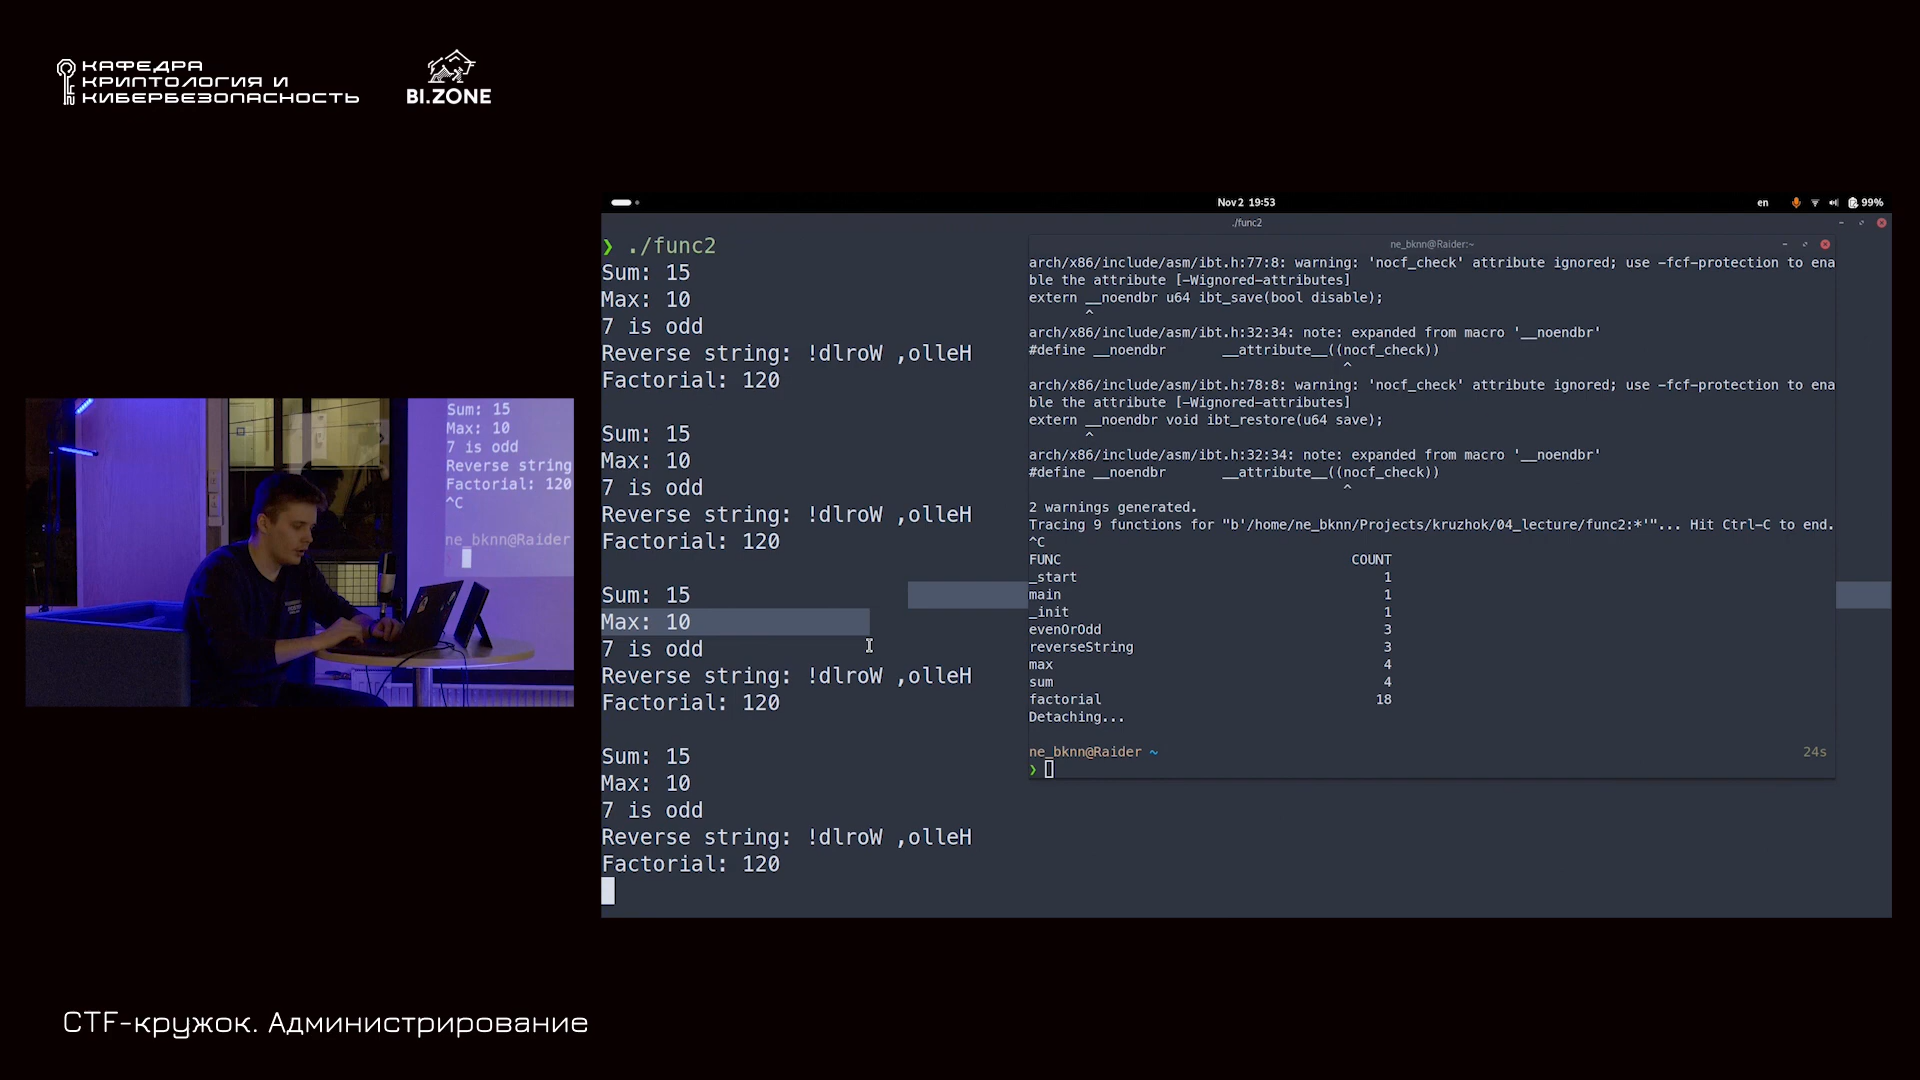 КАФЕДРА
КРИПТОЛОГИЯ И
КИБЕРБЕЗОПАСНОСТЬ
BI.ZONE
Nov 2 19:53
en
99%
./func2
❯ ./func2
Sum: 15
Max: 10
7 is odd
Reverse string: !dlroW ,olleH
Factorial: 120
Sum: 15
Max: 10
7 is odd
Reverse string: !dlroW ,olleH
Factorial: 120
Sum: 15
Max: 10
7 is odd
Reverse string: !dlroW ,olleH
Factorial: 120
Sum: 15
Max: 10
7 is odd
Reverse string: !dlroW ,olleH
Factorial: 120
ne_bknn@Raider:~
arch/x86/include/asm/ibt.h:77:8: warning: 'nocf_check' attribute ignored; use -fcf-protection to ena
ble the attribute [-Wignored-attributes]
extern __noendbr u64 ibt_save(bool disable);
^
arch/x86/include/asm/ibt.h:32:34: note: expanded from macro '__noendbr'
#define __noendbr       __attribute__((nocf_check))
^
arch/x86/include/asm/ibt.h:78:8: warning: 'nocf_check' attribute ignored; use -fcf-protection to ena
ble the attribute [-Wignored-attributes]
extern __noendbr void ibt_restore(u64 save);
^
arch/x86/include/asm/ibt.h:32:34: note: expanded from macro '__noendbr'
#define __noendbr       __attribute__((nocf_check))
^
2 warnings generated.
Tracing 9 functions for "b'/home/ne_bknn/Projects/kruzhok/04_lecture/func2:*'"... Hit Ctrl-C to end.
^C
FUNC COUNT
_start 1
main 1
_init 1
evenOrOdd 3
reverseString 3
max 4
sum 4
factorial 18
Detaching...
ne_bknn@Raider ~ 24s
❯
Sum: 15
Max: 10
7 is odd
Reverse string
Factorial: 120
^C
ne_bknn@Raider
CTF-кружок. Администрирование